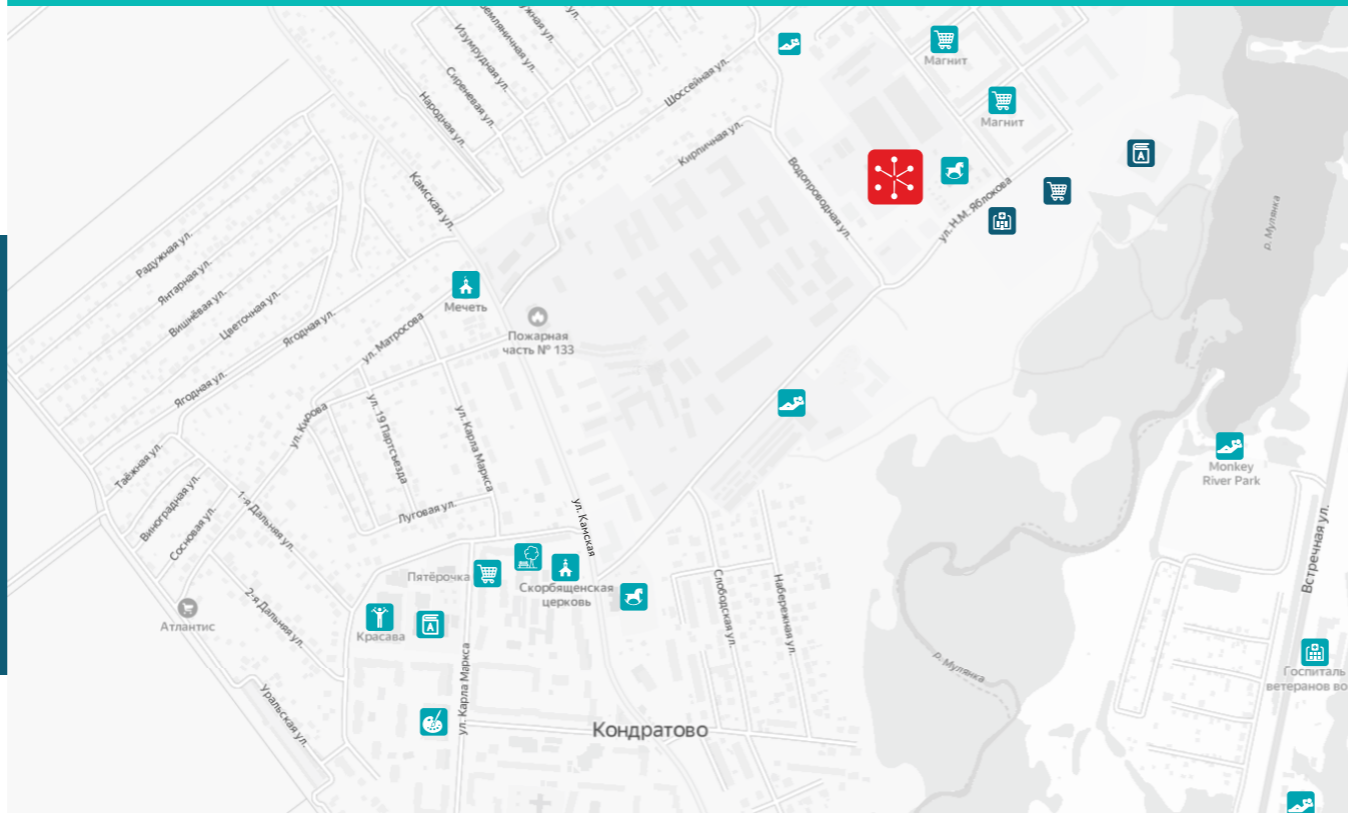 Земляничная ул.
Изумрудная ул.
Сиреневая ул.
Народная ул.
Шоссейная ул.
Магнит
Магнит
Кирпичная ул.
Водопроводная ул.
ул. Н.М. Яблокова
Камская ул.
р. Мулянка
Радужная ул.
Янтарная ул.
Вишнёвая ул.
Цветочная ул.
Ягодная ул.
ул. Матросова
Мечеть
Пожарная
часть № 133
Ягодная ул.
ул. Кирова
ул. 19 Партсъезда
ул. Карла Маркса
Таёжная ул.
Виноградная ул.
Сосновая ул.
1-я Дальняя ул.
Луговая ул.
ул. Камская
Monkey
River Park
Встречная ул.
Пятёрочка
Скорбященская
церковь
Слободская ул.
Набережная ул.
Атлантис
2-я Дальняя ул.
Красава
ул. Карла Маркса
р. Мулянка
Госпиталь
ветеранов во
Уральская ул.
Кондратово